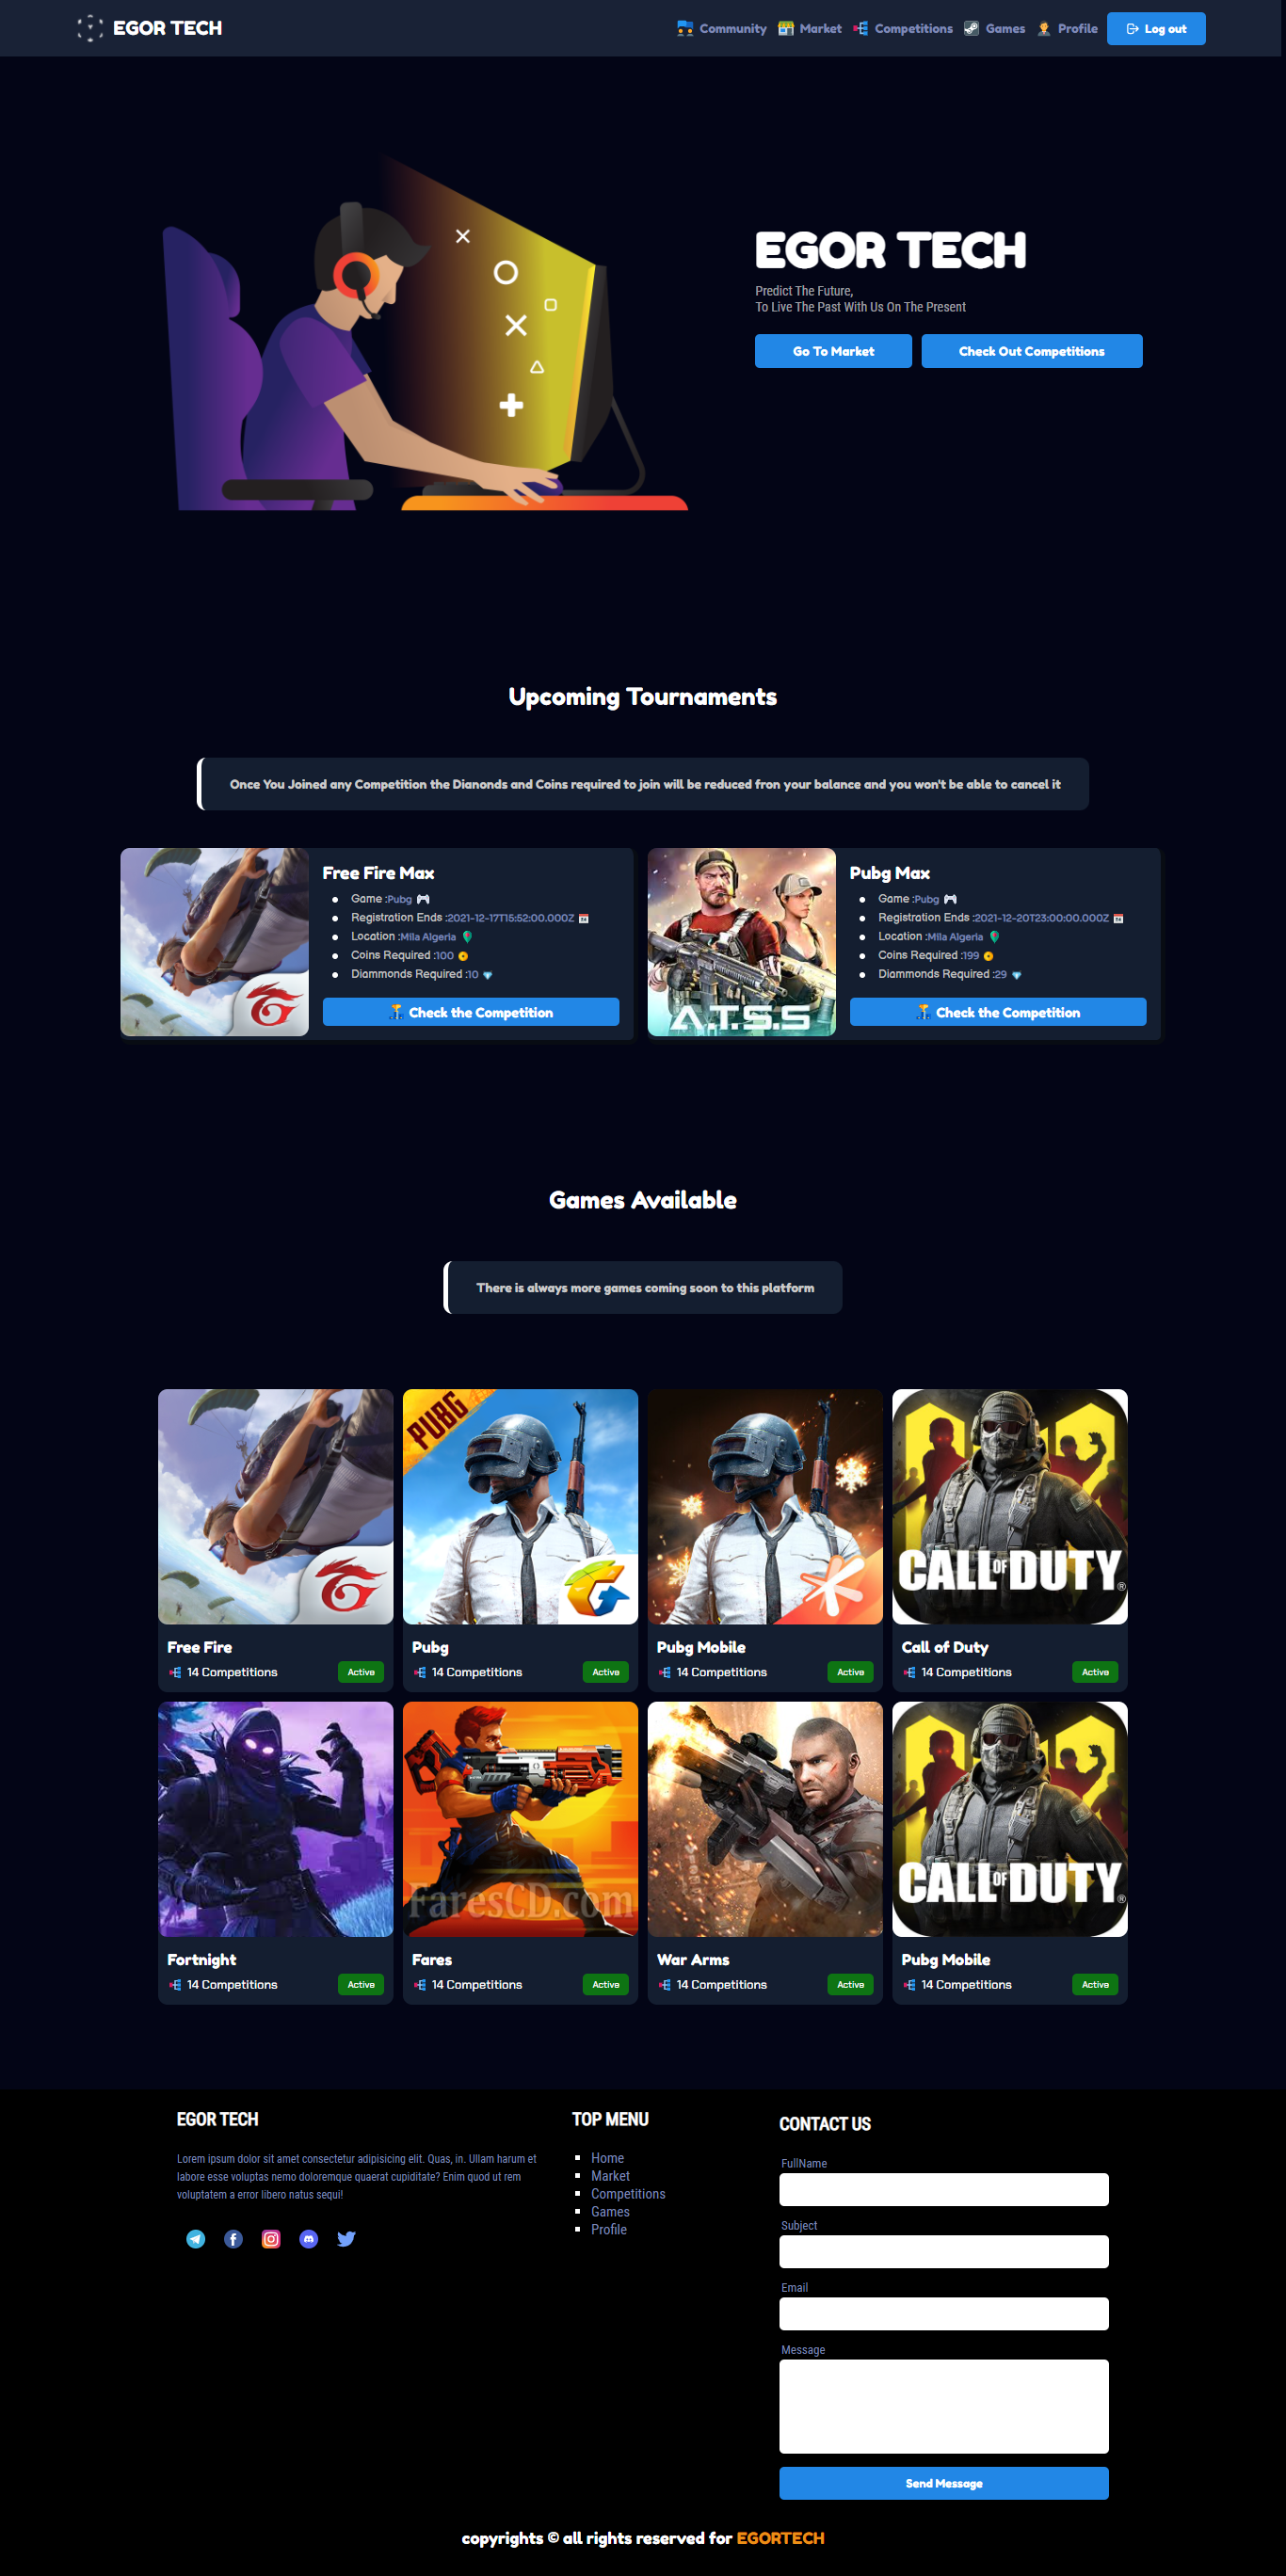 EGOR TECH
Community
Market
Competitions
Games
Profile
Log out
EGOR TECH
Predict The Future,
To Live The Past With Us On The Present
Go To Market
Check Out Competitions
Upcoming Tournaments
Once You Joined any Competition the Dianonds and Coins required to join will be reduced fron your balance and you won't be able to cancel it
Free Fire Max
Game :Pubg
Registration Ends :2021-12-17T15:52:00.000Z
Location :Mila Algeria
Coins Required :100
Diammonds Required :10
Check the Competition
A.T.S.S
Pubg Max
Game :Pubg
Registration Ends :2021-12-20T23:00:00.000Z
Location :Mila Algeria
Coins Required :199
Diammonds Required :29
Check the Competition
Games Available
There is always more games coming soon to this platform
PUBG
CALL OF DUTY®
Free Fire
14 Competitions
Active
Pubg
14 Competitions
Active
Pubg Mobile
14 Competitions
Active
Call of Duty
14 Competitions
Active
FaresCD.com
CALL OF DUTY®
Fortnight
14 Competitions
Active
Fares
14 Competitions
Active
War Arms
14 Competitions
Active
Pubg Mobile
14 Competitions
Active
EGOR TECH
Lorem ipsum dolor sit amet consectetur adipisicing elit. Quas, in. Ullam harum et
labore esse voluptas nemo doloremque quaerat cupiditate? Enim quod ut rem
voluptatem a error libero natus sequi!
TOP MENU
Home
Market
Competitions
Games
Profile
CONTACT US
FullName
Subject
Email
Message
Send Message
copyrights © all rights reserved for EGORTECH